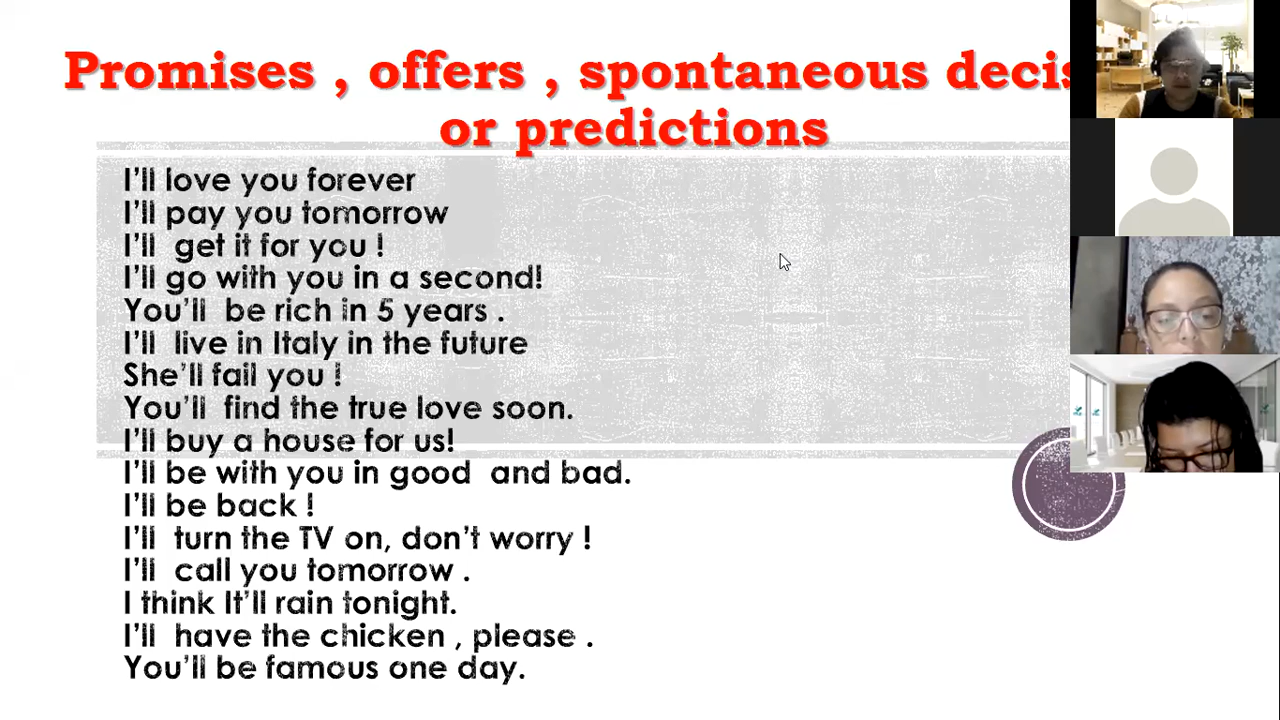 Promises , offers , spontaneous
or predictions
I'll love you forever
I'll pay you tomorrow
I'll get it for you !
I'll go with you in a second!
You'll be rich in 5 years .
I'll live in Italy in the future
She'll fail you !
You'll find the true love soon.
I'll buy a house for us!
I'll be with you in good and bad.
I'll be back !
I'll turn the TV on, don't worry !
I'll call you tomorrow .
I think It'll rain tonight.
I'll have the chicken , please .
You'll be famous one day.